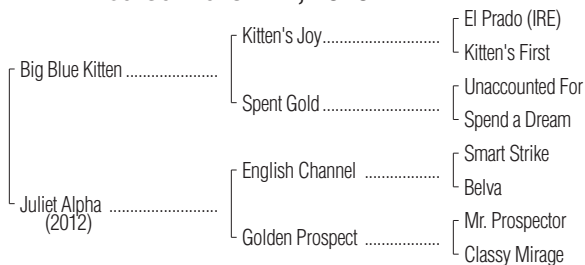 El Prado (IRE)
Kitten's Joy......................
Kitten's First
Big Blue Kitten .....................
Unaccounted For
Spent Gold .......................
Spend a Dream
Smart Strike
English Channel .................
Belva
Juliet Alpha .........................
(2012)
Mr. Prospector
Golden Prospect .................
Classy Mirage